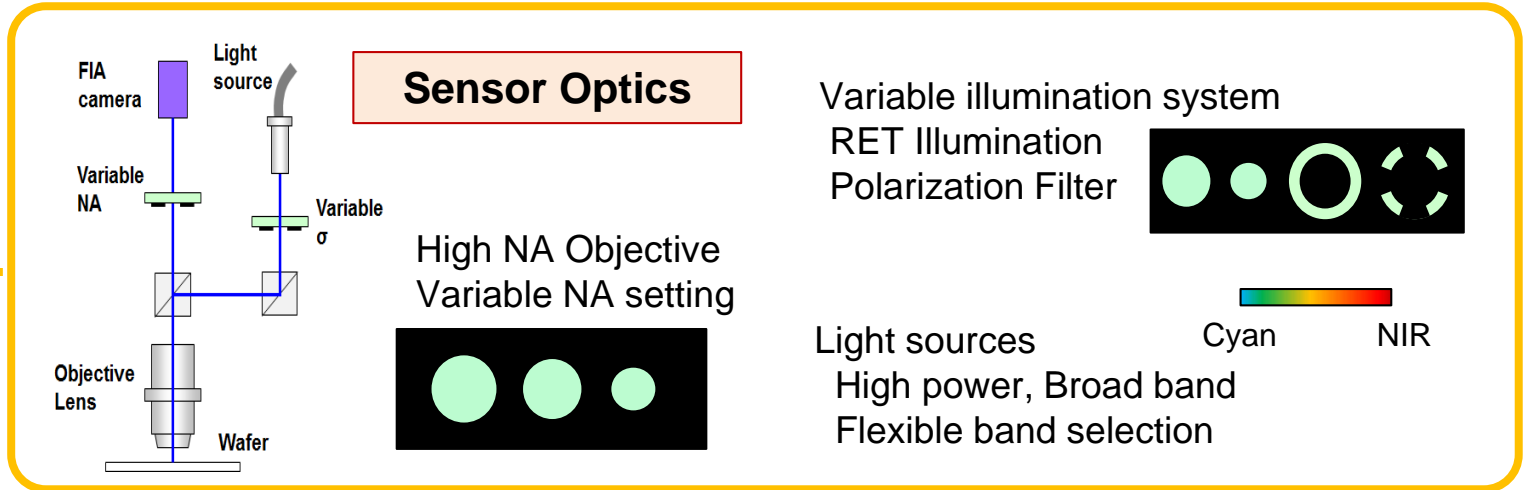 FIA
camera
Light
source
Variable
NA
Variable
σ
Objective
Lens
Wafer
Sensor Optics
High NA Objective
Variable NA setting
Variable illumination system
RET Illumination
Polarization Filter
Cyan NIR
Light sources
High power, Broad band
Flexible band selection